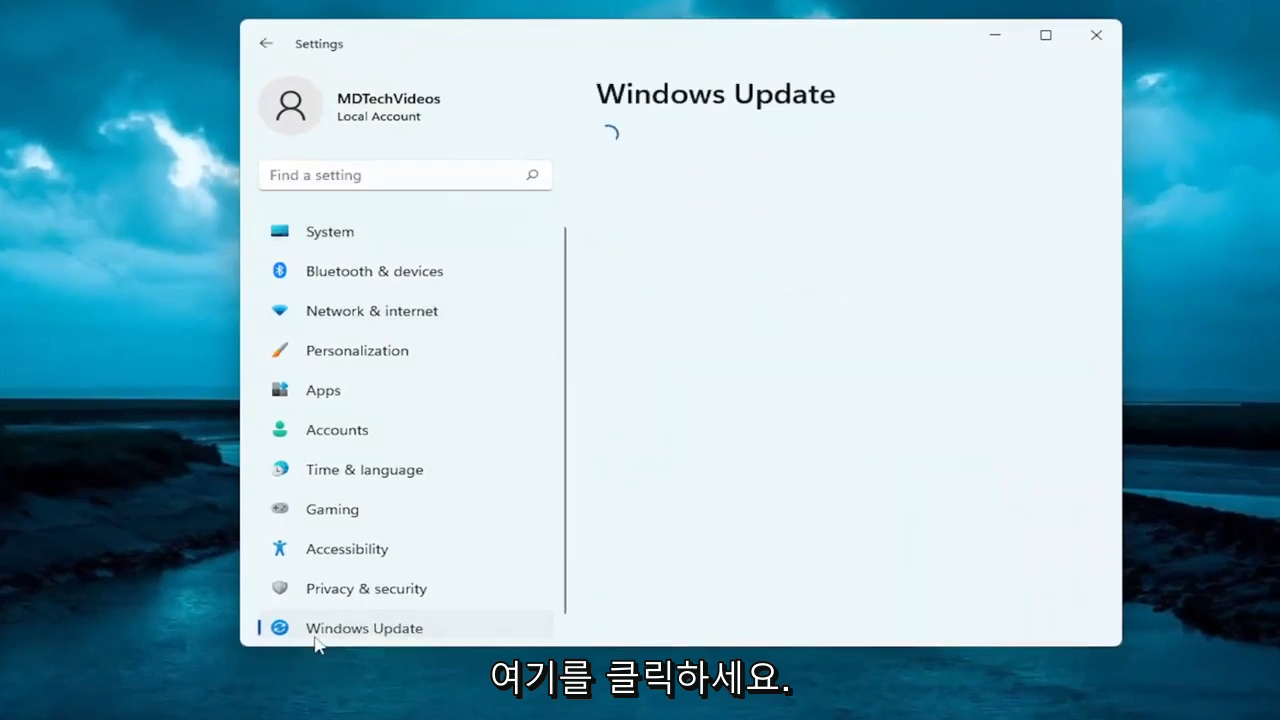 Settings
MDTechVideos
Local Account
Find a setting
System
Bluetooth & devices
Network & internet
Personalization
Apps
Accounts
Time & language
Gaming
Accessibility
Privacy & security
Windows Update
Windows Update
여기를 클릭하세요.